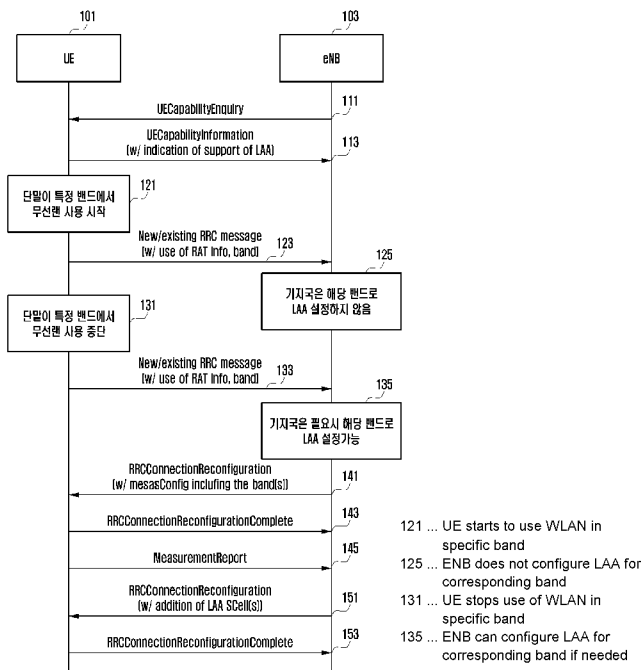 101
103
UE
eNB
UECapabilityEnquiry
111
UECapabilityInformation
(w/ indication of support of LAA)
113
121
단말이 특정 밴드에서
무선랜 사용 시작
New/existing RRC message
[w/ use of RAT info, band]
123
125
기지국은 해당 밴드로
LAA 설정하지 않음
131
단말이 특정 밴드에서
무선랜 사용 중단
New/existing RRC message
[w/ use of RAT info, band]
133
135
기지국은 필요시 해당 밴드로
LAA 설정가능
RRCConnectionReconfiguration
(w/ mesasConfig inclufing the band(s))
141
RRCConnectionReconfigurationComplete
143
MeasurementReport
145
RRCConnectionReconfiguration
(w/ addition of LAA SCell(s))
151
RRCConnectionReconfigurationComplete
153
121 ... UE starts to use WLAN in
specific band
125 ... ENB does not configure LAA for
corresponding band
131 ... UE stops use of WLAN in
specific band
135 ... ENB can configure LAA for
corresponding band if needed